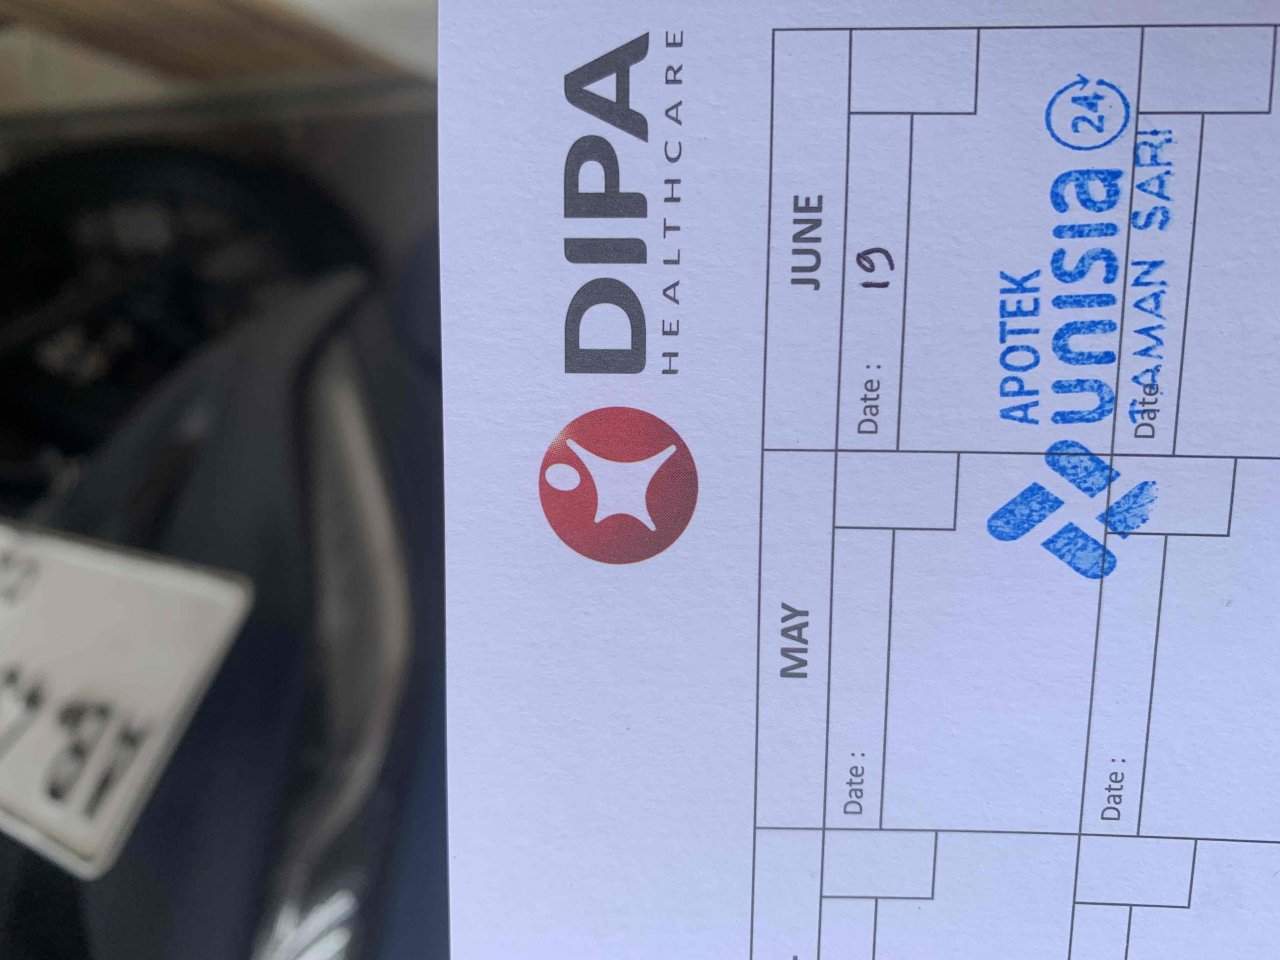 DIPA
HEALTHCARE
MAY
JUNE
Date :
Date : 19
APOTEK
unisia 24
TAMAN SARI
Date :
Date